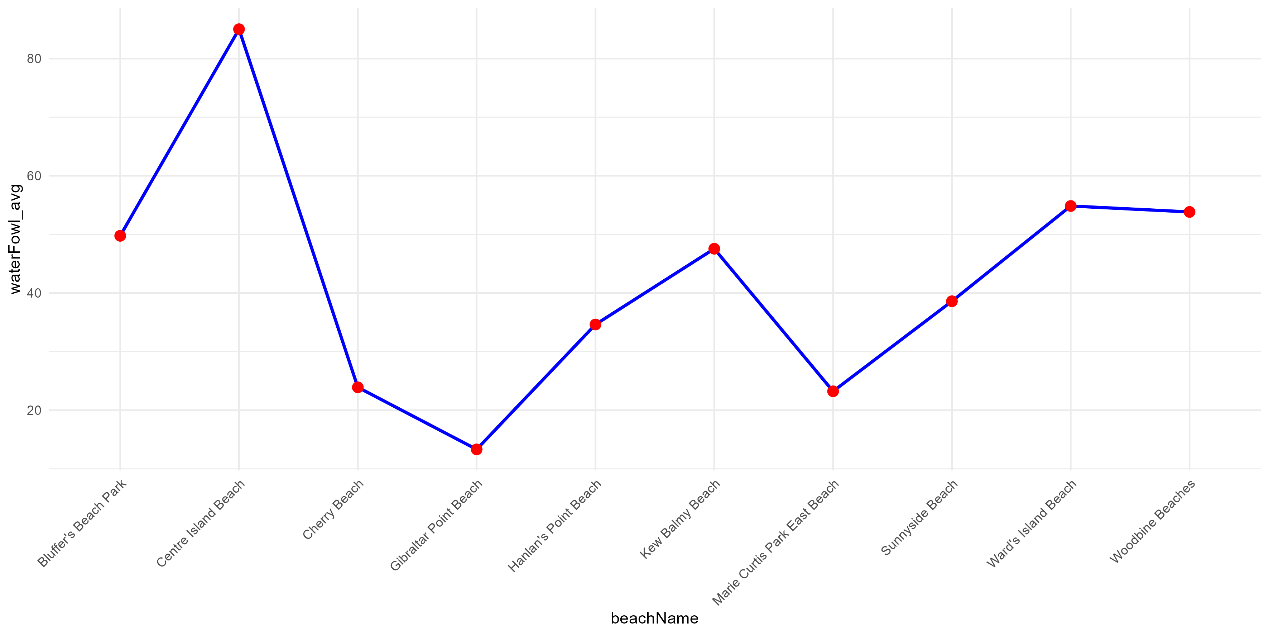 waterFowl_avg
80
60
40
20
Bluffer's Beach Park
Centre Island Beach
Cherry Beach
Gibraltar Point Beach
Hanlan's Point Beach
Kew Balmy Beach
Marie Curtis Park East Beach
Sunnyside Beach
Ward's Island Beach
Woodbine Beaches
beachName